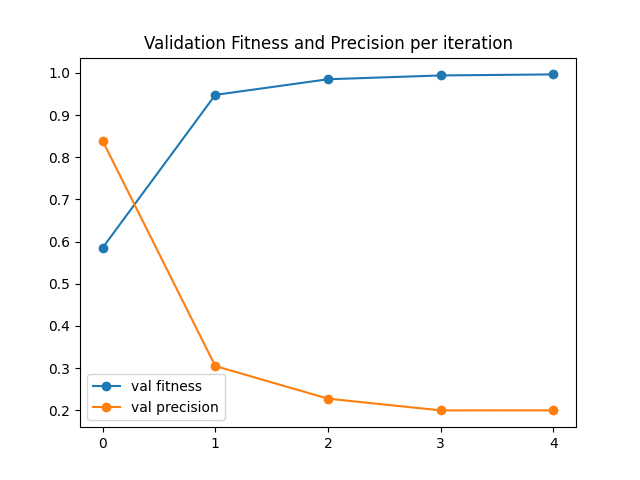 Validation Fitness and Precision per iteration
1.0
0.9
0.8
0.7
0.6
0.5
0.4
0.3
0.2
val fitness
val precision
0 1 2 3 4